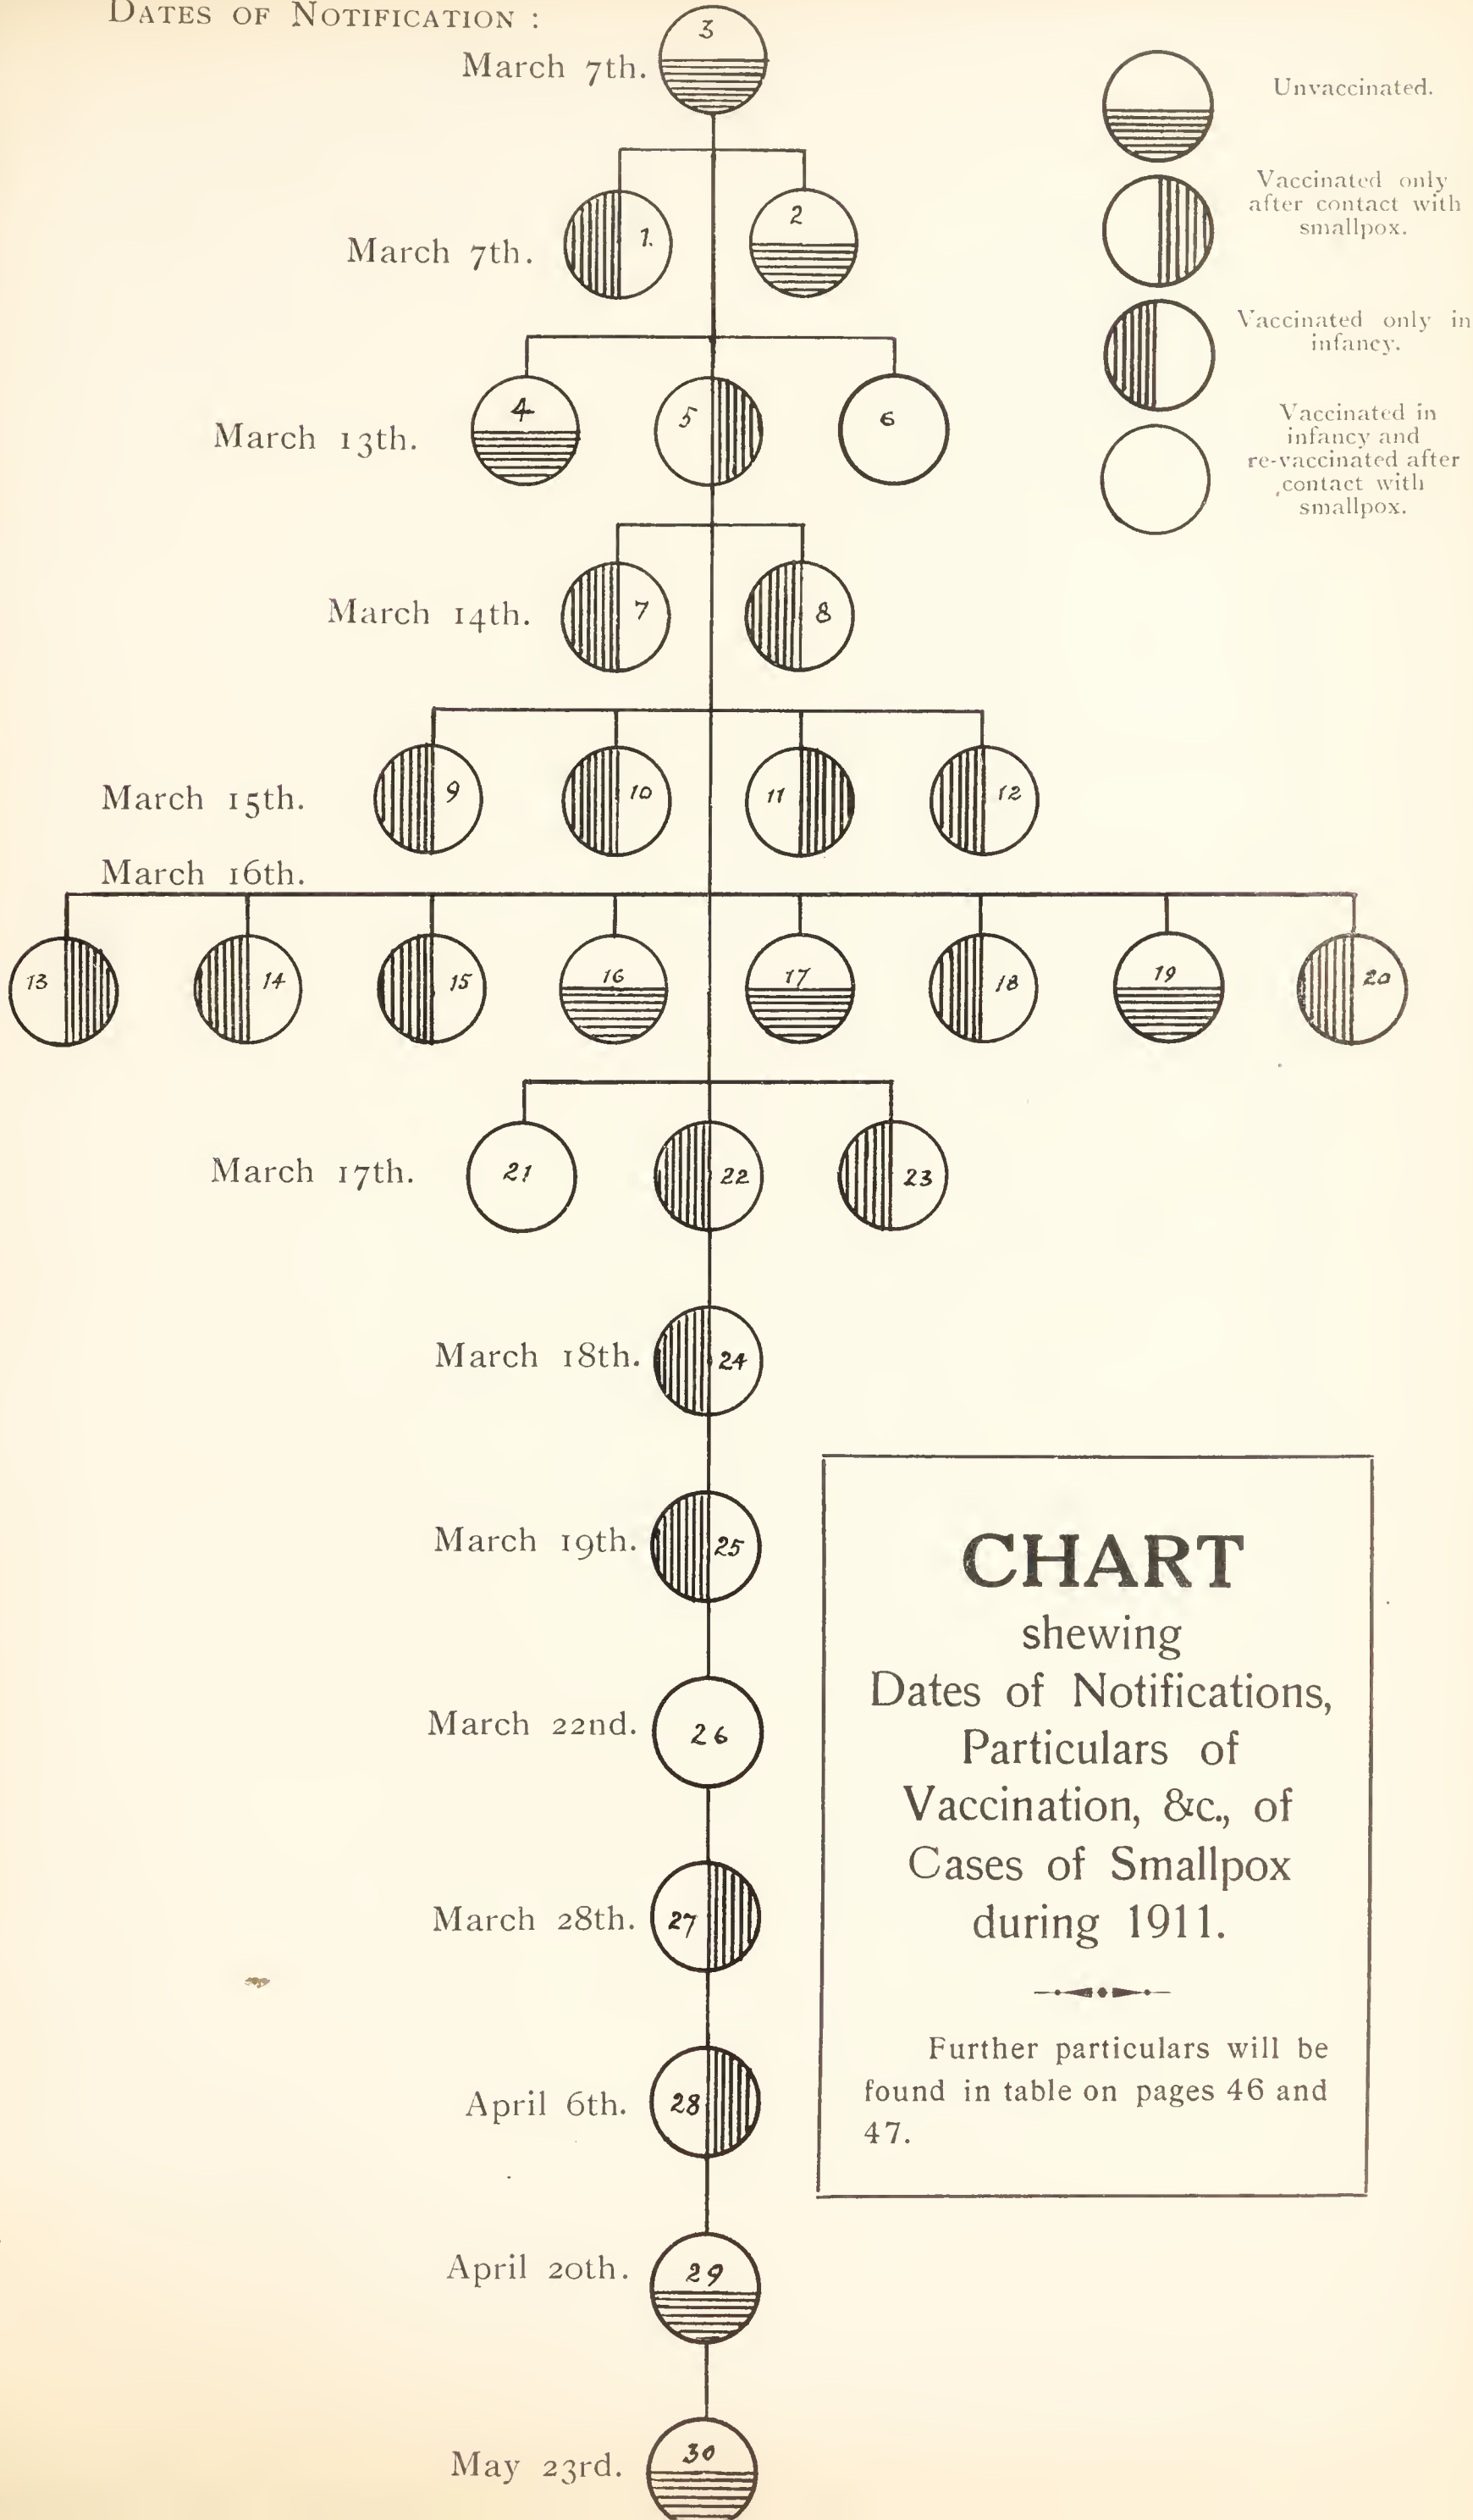 DATES OF NOTIFICATION :
3
March 7th.
Unvaccinated.
Vaccinated only
after contact with
smallpox.
Vaccinated only in
infancy.
Vaccinated in
infancy and
re-vaccinated after
contact with
smallpox.
March 7th.
1.
2
March 13th.
4
5
6
March 14th.
7
8
March 15th.
9
10
11
12
March 16th.
13
14
15
16
17
18
19
20
March 17th.
21
22
23
March 18th.
24
March 19th.
25
March 22nd.
26
March 28th.
27
April 6th.
28
April 20th.
29
May 23rd.
30
CHART
shewing
Dates of Notifications,
Particulars of
Vaccination, &c., of
Cases of Smallpox
during 1911.
Further particulars will be
found in table on pages 46 and
47.